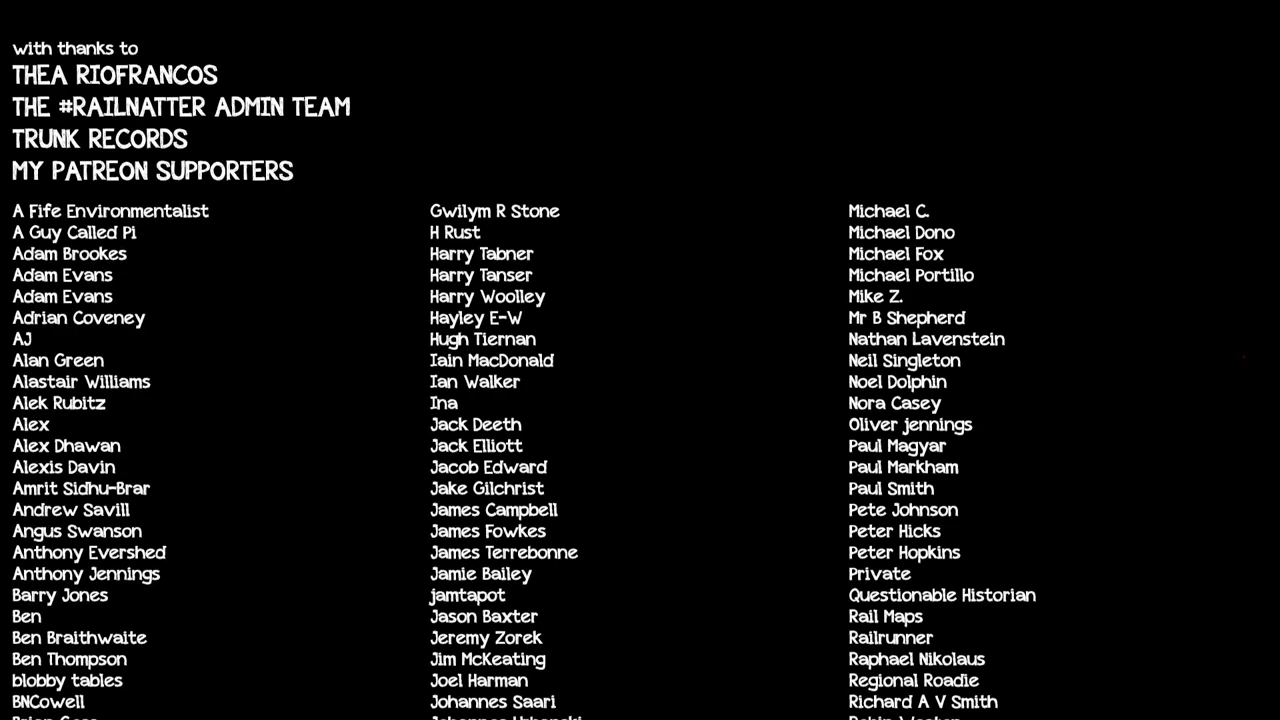 with thanks to
THEA RIOFRANCOS
THE #RAILNATTER ADMIN TEAM
TRUNK RECORDS
MY PATREON SUPPORTERS
A Fife Environmentalist
A Guy Called Pi
Adam Brookes
Adam Evans
Adam Evans
Adrian Coveney
AJ
Alan Green
Alastair Williams
Alek Rubitz
Alex
Alex Dhawan
Alexis Davin
Amrit Sidhu-Brar
Andrew Savill
Angus Swanson
Anthony Evershed
Anthony Jennings
Barry Jones
Ben
Ben Braithwaite
Ben Thompson
blobby tables
BNCowell
Gwilym R Stone
H Rust
Harry Tabner
Harry Tanser
Harry Woolley
Hayley E-W
Hugh Tiernan
Iain MacDonald
Ian Walker
Ina
Jack Deeth
Jack Elliott
Jacob Edward
Jake Gilchrist
James Campbell
James Fowkes
James Terrebonne
Jamie Bailey
jamtapot
Jason Baxter
Jeremy Zorek
Jim McKeating
Joel Harman
Johannes Saari
Michael C.
Michael Dono
Michael Fox
Michael Portillo
Mike Z.
Mr B Shepherd
Nathan Lavenstein
Neil Singleton
Noel Dolphin
Nora Casey
Oliver jennings
Paul Magyar
Paul Markham
Paul Smith
Pete Johnson
Peter Hicks
Peter Hopkins
Private
Questionable Historian
Rail Maps
Railrunner
Raphael Nikolaus
Regional Roadie
Richard A V Smith